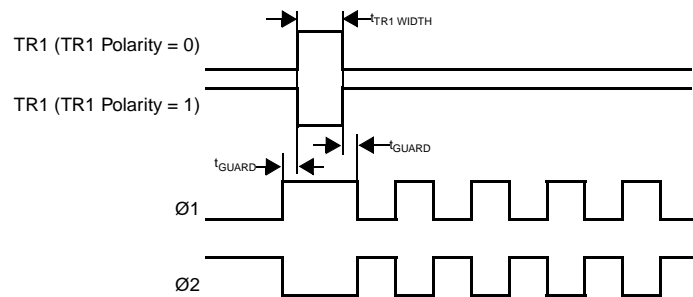 tTR1 WIDTH
TR1 (TR1 Polarity = 0)
TR1 (TR1 Polarity = 1)
tGUARD
tGUARD
Ø1
Ø2